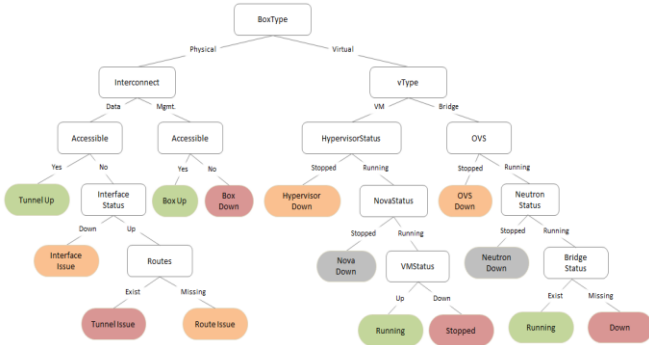 BoxType
Physical
Virtual
Interconnect
vType
Data
Mgmt.
VM
Bridge
Accessible
Accessible
HypervisorStatus
OVS
Yes
No
Yes
No
Stopped
Running
Stopped
Running
Tunnel Up
Interface
Status
Box Up
Box
Down
Hypervisor
Down
NovaStatus
OVS
Down
Neutron
Status
Down
Up
Stopped
Running
Stopped
Running
Interface
Issue
Routes
Nova
Down
VMStatus
Neutron
Down
Bridge
Status
Exist
Missing
Up
Down
Exist
Missing
Tunnel Issue
Route Issue
Running
Stopped
Running
Down